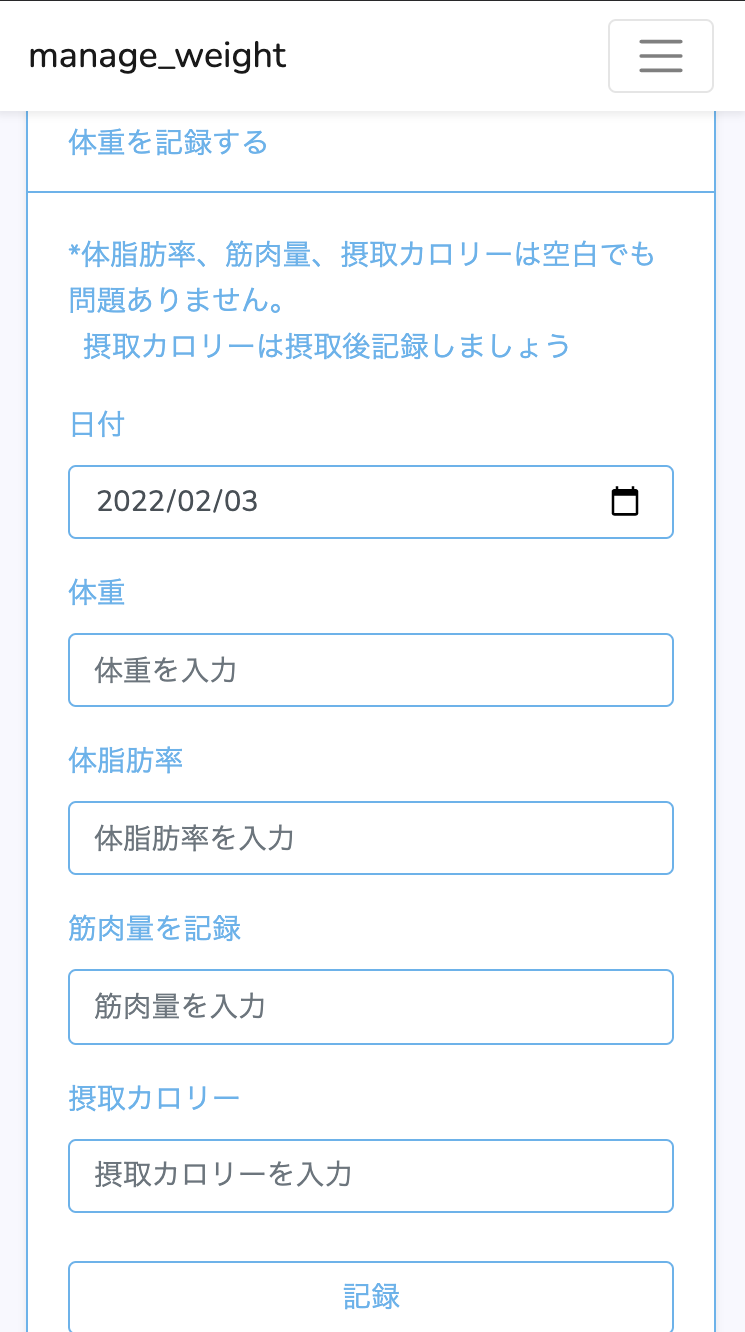 manage_weight
体重を記録する
*体脂肪率、筋肉量、摂取カロリーは空白でも
問題ありません。
摂取カロリーは摂取後記録しましょう
日付
2022/02/03
体重
体重を入力
体脂肪率
体脂肪率を入力
筋肉量を記録
筋肉量を入力
摂取カロリー
摂取カロリーを入力
記録